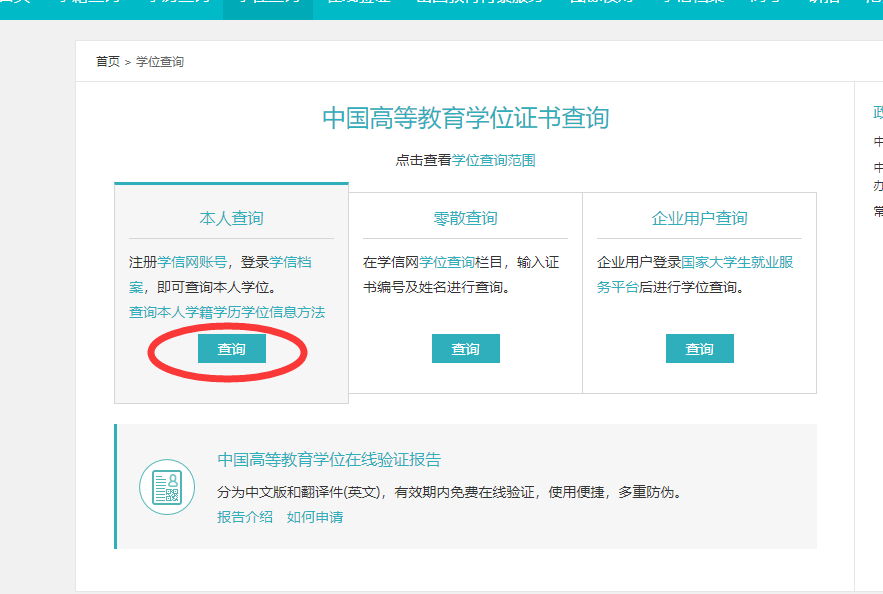 首页 > 学位查询
中国高等教育学位证书查询
点击查看学位查询范围
本人查询
注册学信网账号，登录学信档
案，即可查询本人学位。
查询本人学籍学历学位信息方法
查询
零散查询
在学信网学位查询栏目，输入证
书编号及姓名进行查询。
查询
企业用户查询
企业用户登录国家大学生就业服
务平台后进行学位查询。
查询
中国高等教育学位在线验证报告
分为中文版和翻译件(英文)，有效期内免费在线验证，使用便捷，多重防伪。
报告介绍 如何申请
中
中
办
常